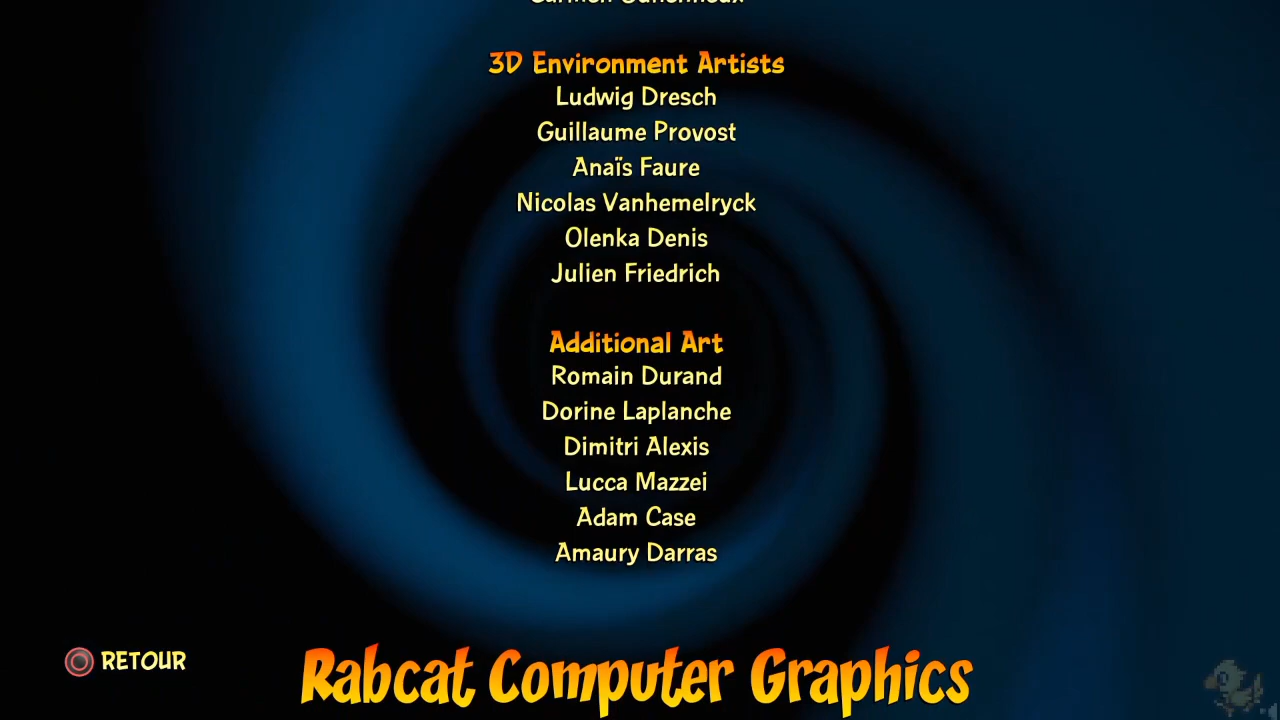 3D Environment Artists
Ludwig Dresch
Guillaume Provost
Anaïs Faure
Nicolas Vanhemelryck
Olenka Denis
Julien Friedrich
Additional Art
Romain Durand
Dorine Laplanche
Dimitri Alexis
Lucca Mazzei
Adam Case
Amaury Darras
RETOUR
Rabcat Computer Graphics